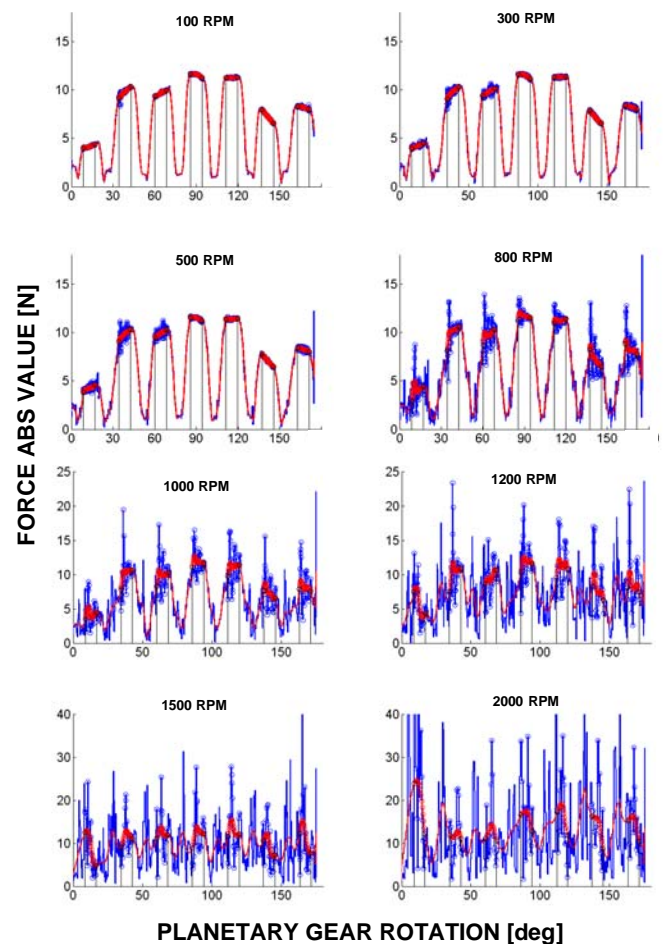 100 RPM
300 RPM
15
10
5
0
0 30 60 90 120 150
15
10
5
0
0 50 100 150
500 RPM
800 RPM
15
10
5
0
0 30 60 90 120 150
15
10
5
0
0 30 60 90 120 150
FORCE ABS VALUE [N]
1000 RPM
1200 RPM
25
20
15
10
5
0
0 50 100 150
25
20
15
10
5
0
0 50 100 150
1500 RPM
2000 RPM
40
30
20
10
0
0 50 100 150
40
30
20
10
0
0 50 100 150
PLANETARY GEAR ROTATION [deg]